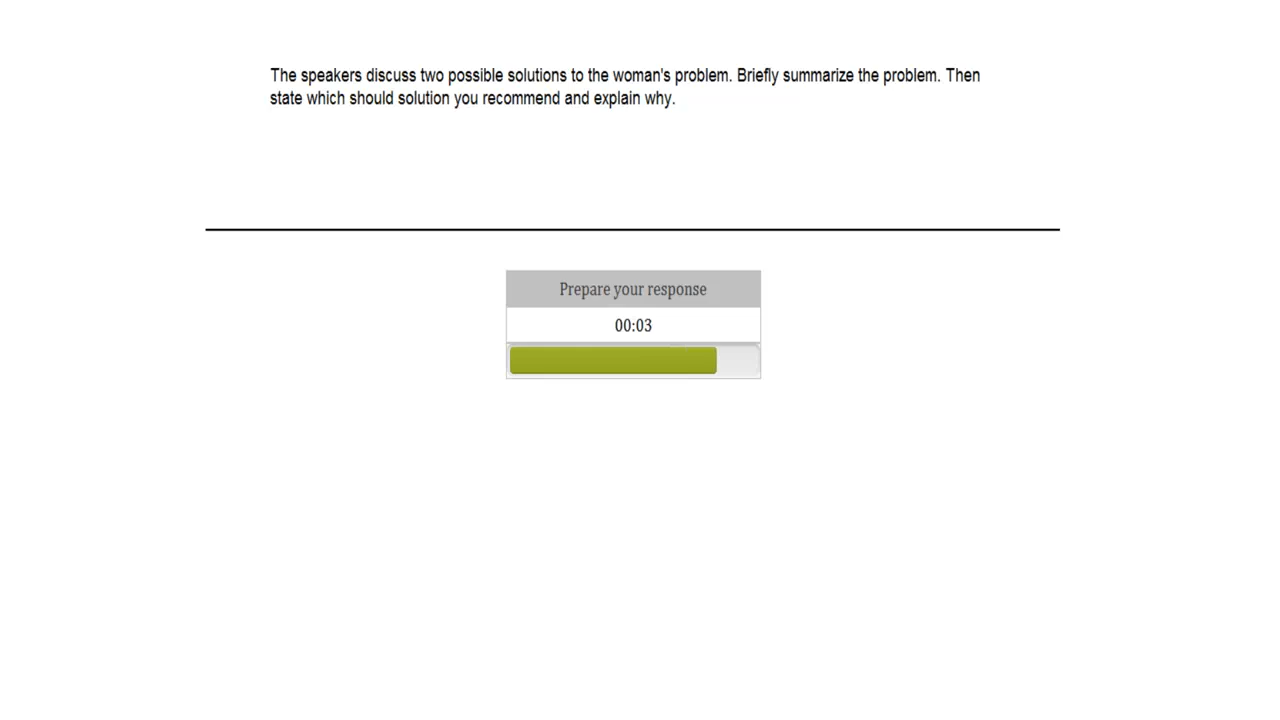 The speakers discuss two possible solutions to the woman's problem. Briefly summarize the problem. Then
state which should solution you recommend and explain why.
Prepare your response
00:03